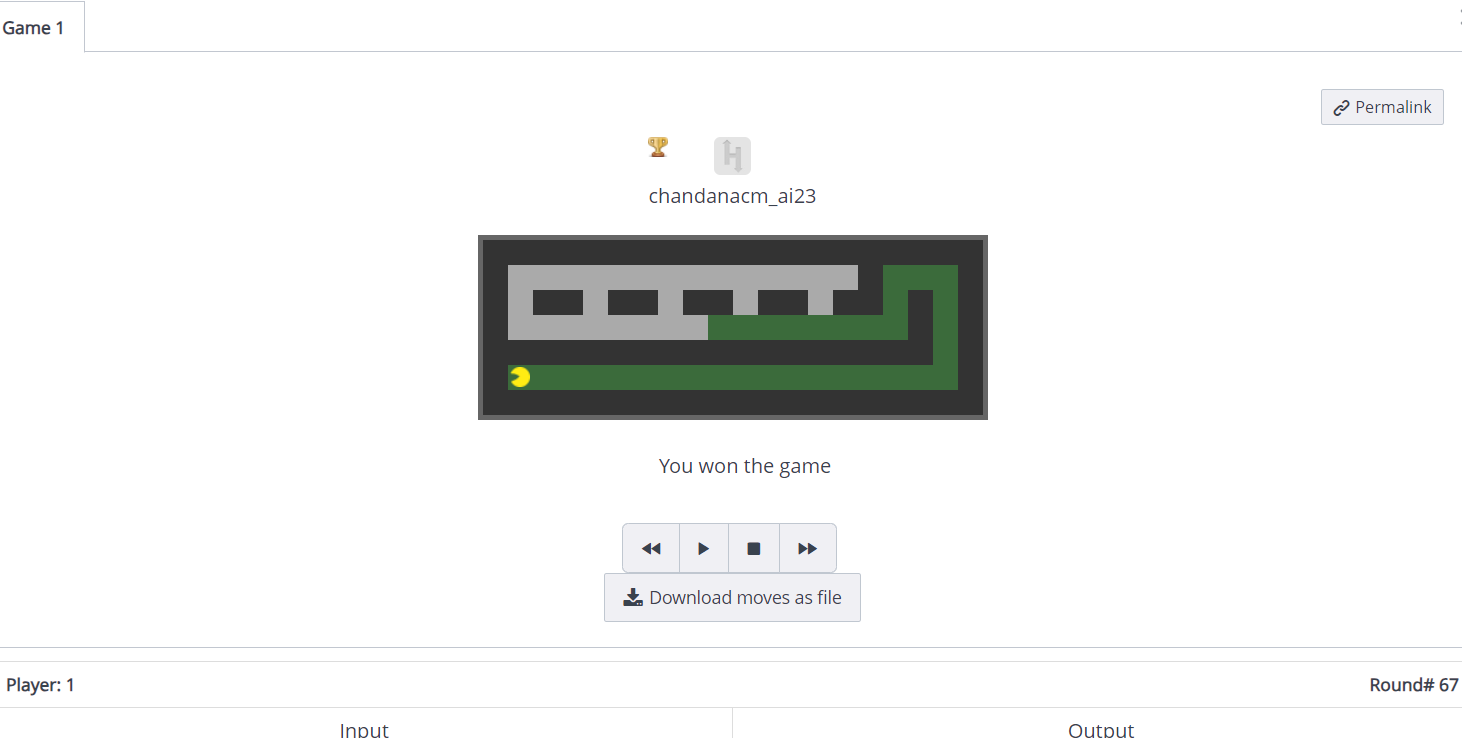 Game 1
Permalink
H
chandanacm_ai23
You won the game
Download moves as file
Player: 1
Round# 67
Input
Output